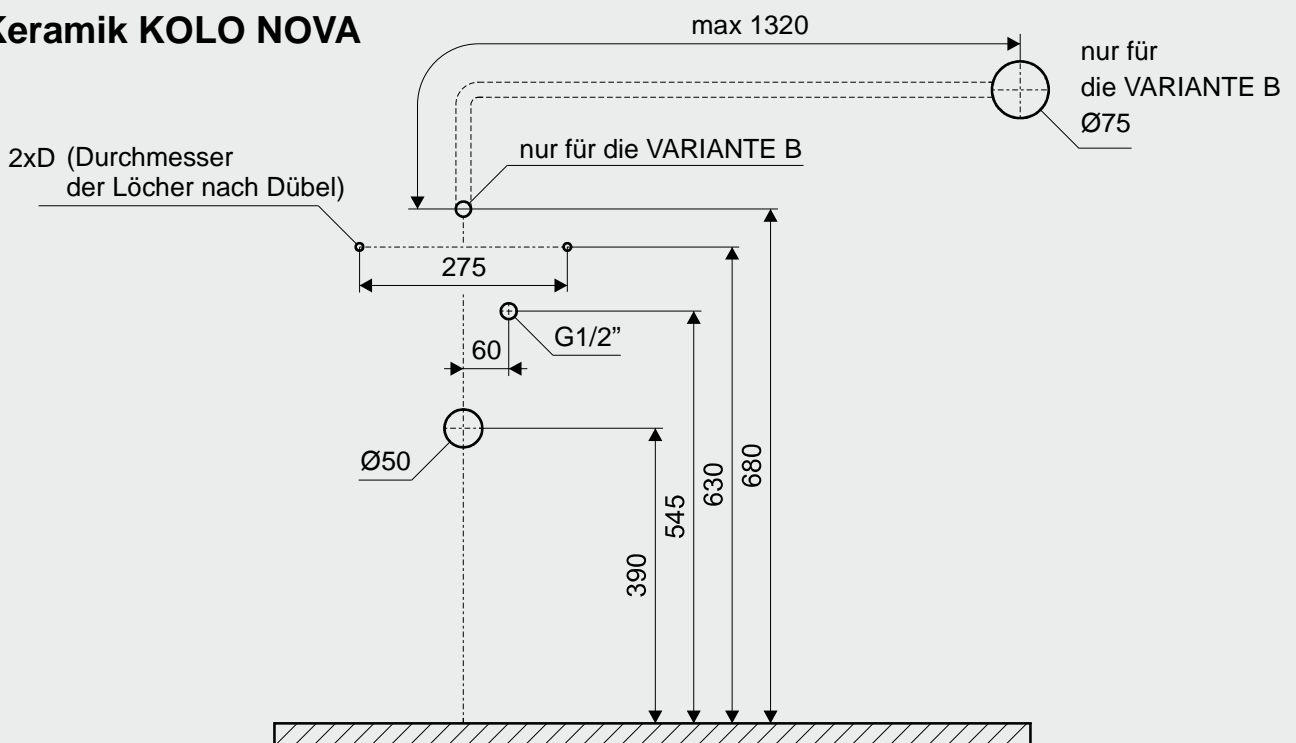 Keramik KOLO NOVA
max 1320
nur für
die VARIANTE B
Ø75
2xD (Durchmesser
der Löcher nach Dübel)
nur für die VARIANTE B
275
60
G1/2”
Ø50
390
545
630
680